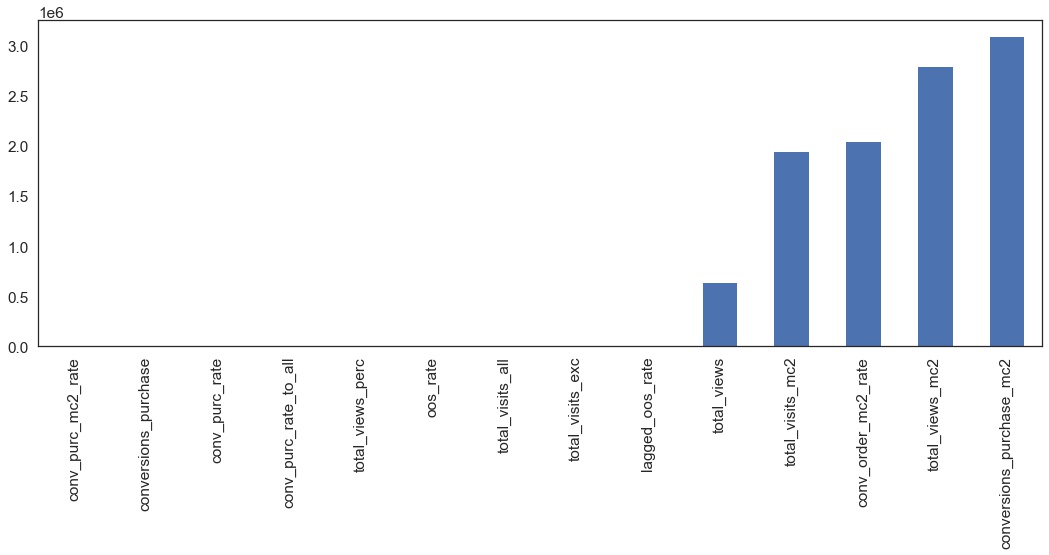 1e6
3.0
2.5
2.0
1.5
1.0
0.5
0.0
conv_purc_mc2_rate
conversions_purchase
conv_purc_rate
conv_purc_rate_to_all
total_views_perc
oos_rate
total_visits_all
total_visits_exc
lagged_oos_rate
total_views
total_visits_mc2
conv_order_mc2_rate
total_views_mc2
conversions_purchase_mc2